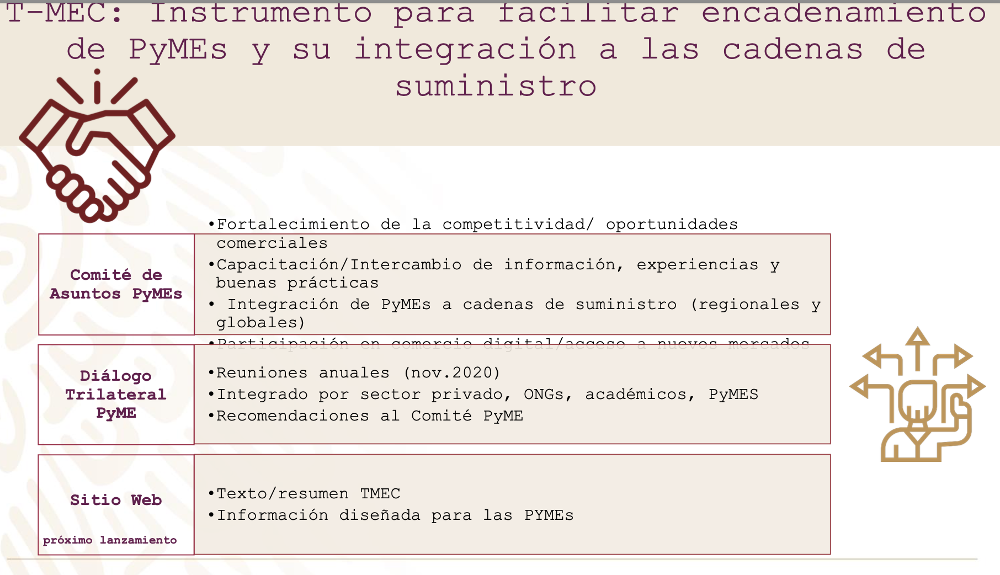 T-MEC: Instrumento para facilitar encadenamiento
de PyMEs y su integración a las cadenas de
suministro
•Fortalecimiento de la competitividad/ oportunidades
comerciales
•Capacitación/Intercambio de información, experiencias y
buenas prácticas
• Integración de PyMEs a cadenas de suministro (regionales y
globales)
•Participación en comercio digital/acceso a nuevos mercados
Comité de
Asuntos PyMEs
Diálogo
Trilateral
PyME
•Reuniones anuales (nov.2020)
•Integrado por sector privado, ONGs, académicos, PyMES
•Recomendaciones al Comité PyME
Sitio Web
próximo lanzamiento
•Texto/resumen TMEC
•Información diseñada para las PYMEs